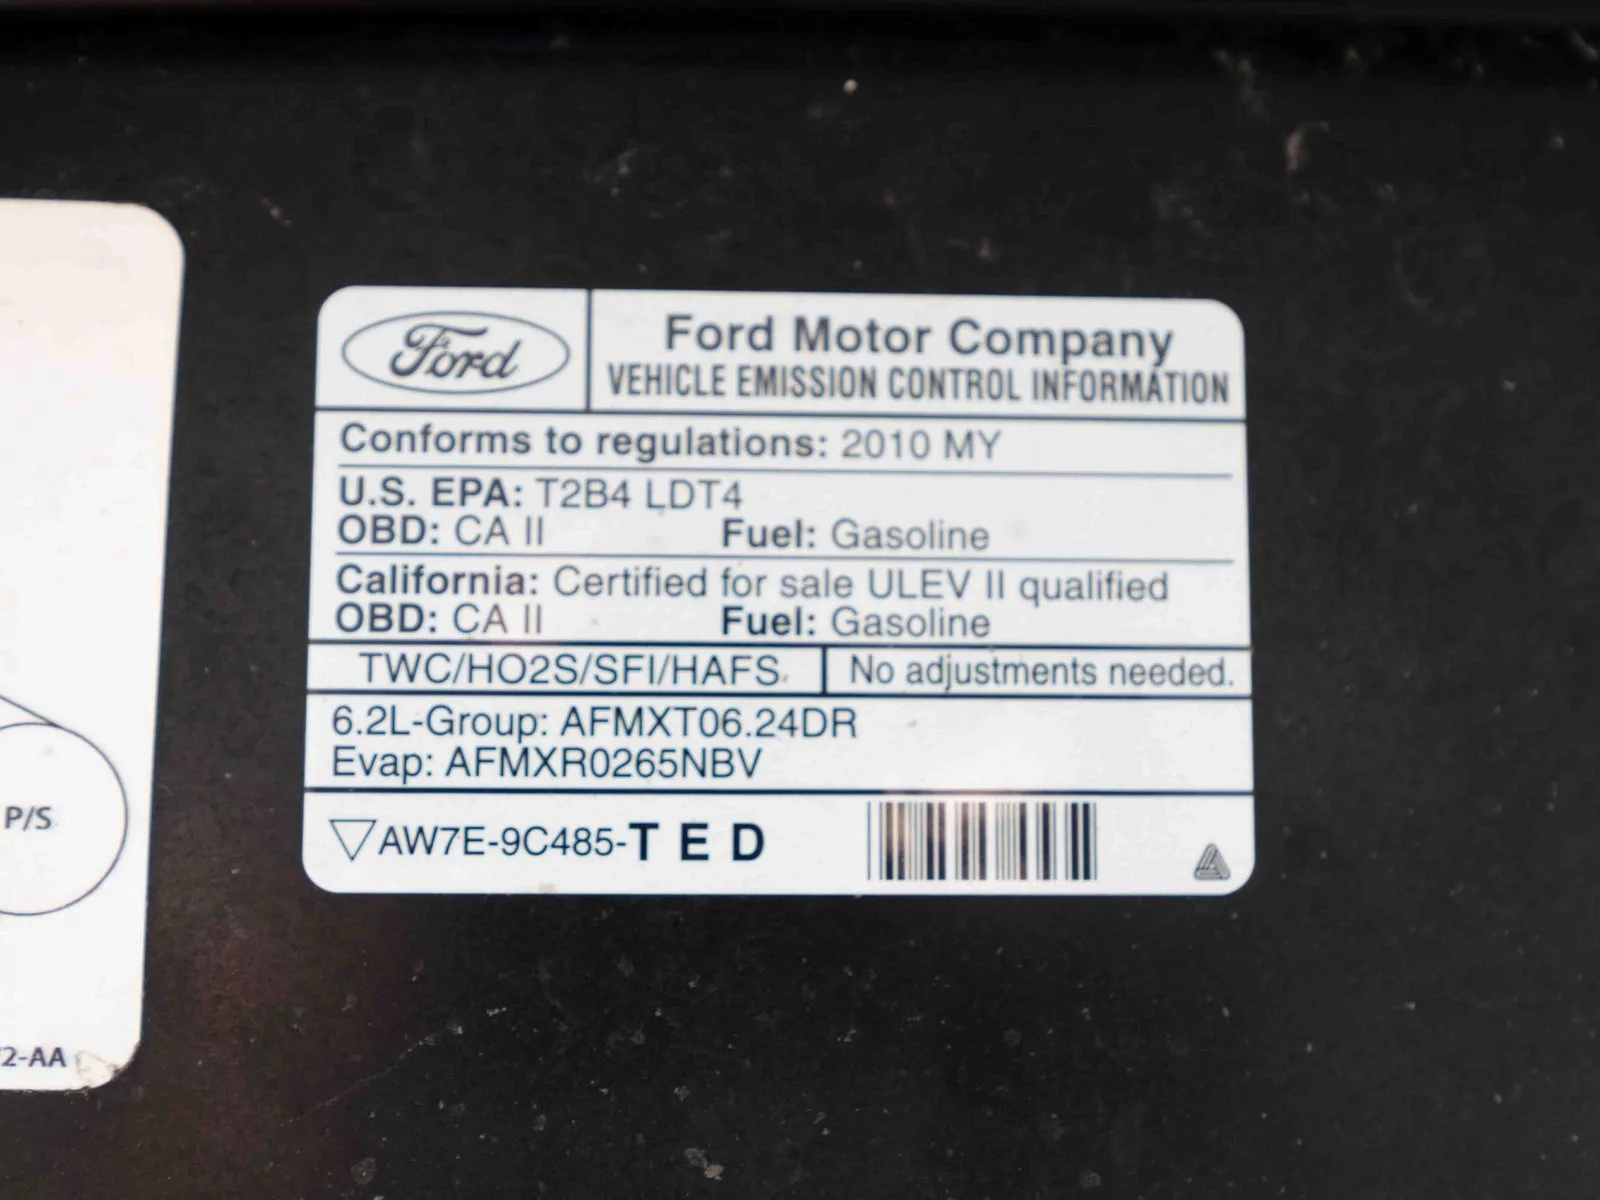 Ford
Ford Motor Company
VEHICLE EMISSION CONTROL INFORMATION
Conforms to regulations: 2010 MY
U.S. EPA: T2B4 LDT4
OBD: CA II Fuel: Gasoline
California: Certified for sale ULEV II qualified
OBD: CA II Fuel: Gasoline
TWC/HO2S/SFI/HAFS. No adjustments needed.
6.2L-Group: AFMXT06.24DR
Evap: AFMXR0265NBV
AW7E-9C485-TED
P/S
2-AA